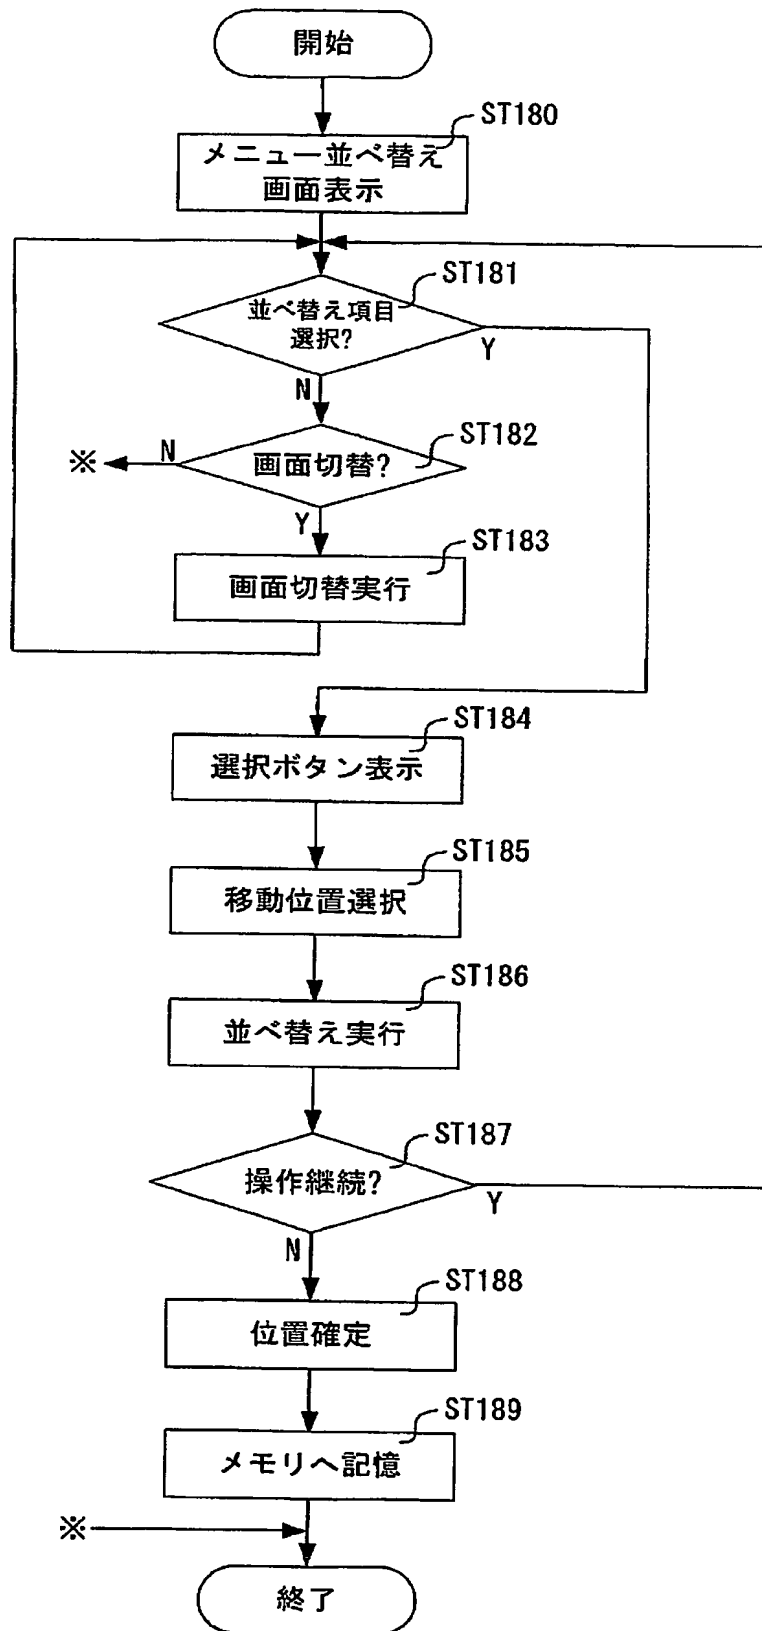 開始
ST180
メニュー並べ替え
画面表示
ST181
並べ替え項目
選択?
Y
N
ST182
※
N
画面切替?
Y
ST183
画面切替実行
ST184
選択ボタン表示
ST185
移動位置選択
ST186
並べ替え実行
ST187
操作継続?
Y
N
ST188
位置確定
ST189
メモリへ記憶
※
終了